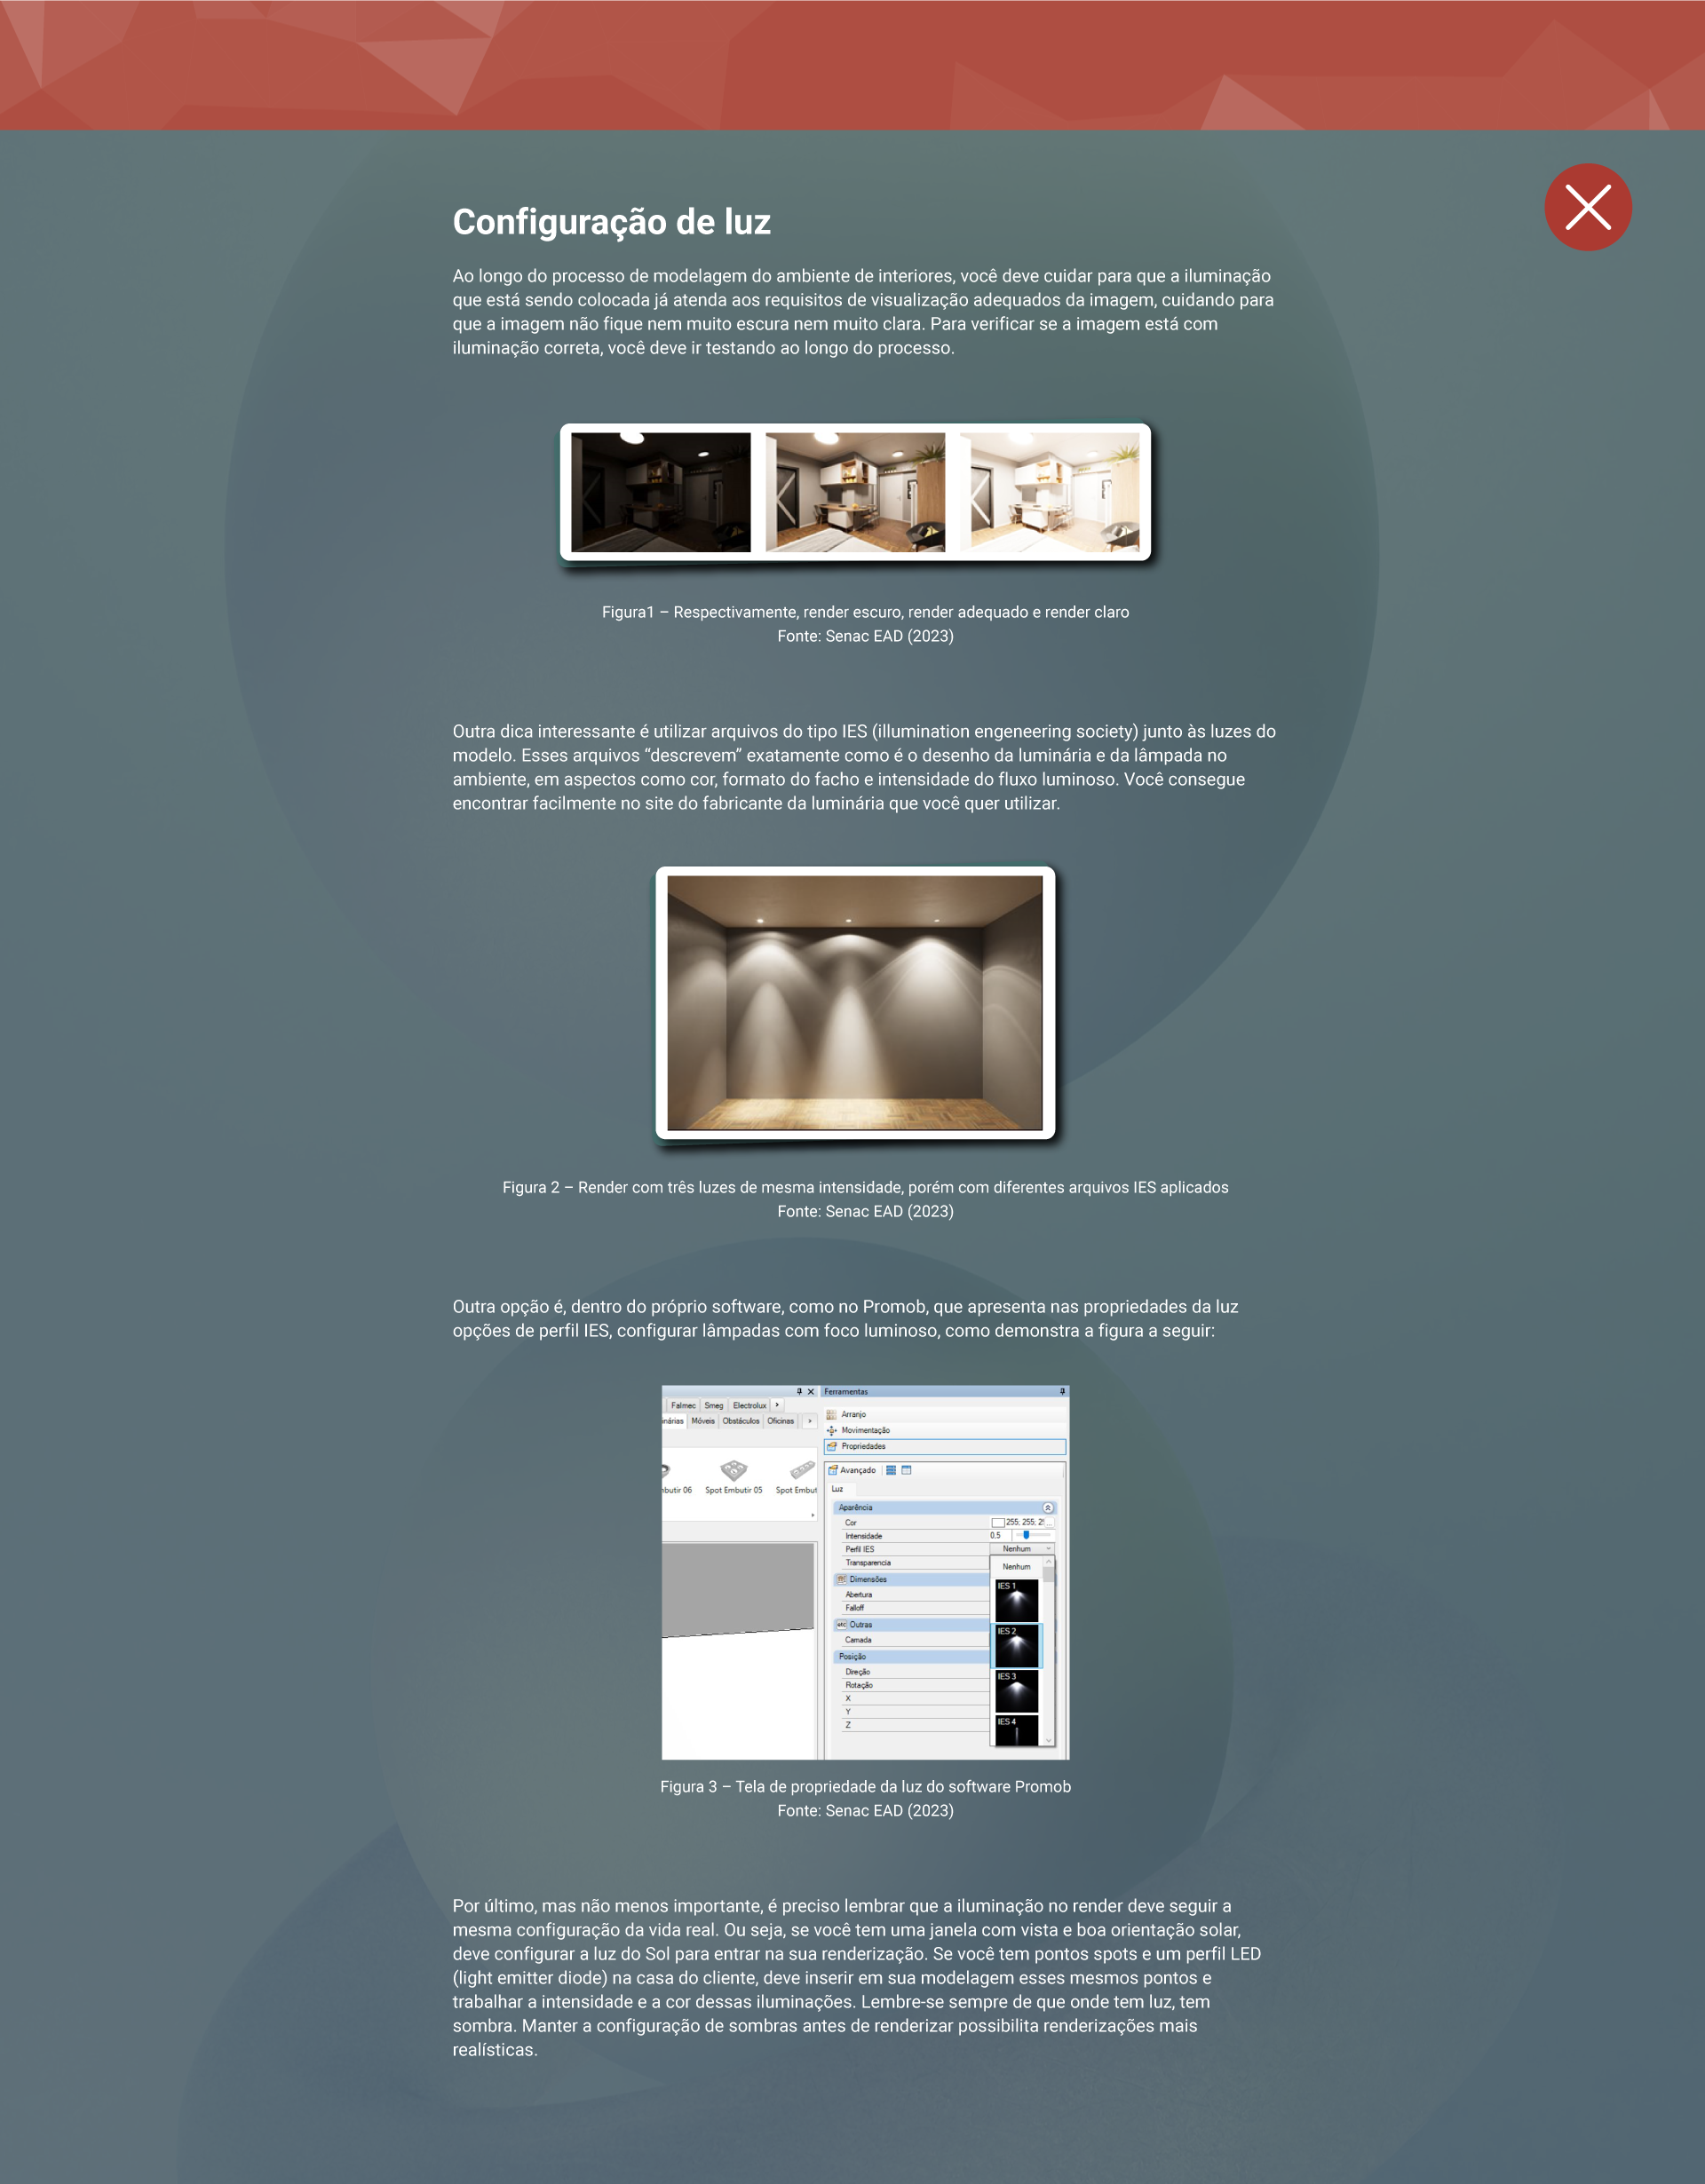 Configuração de luz
Ao longo do processo de modelagem do ambiente de interiores, você deve cuidar para que a iluminação
que está sendo colocada já atenda aos requisitos de visualização adequados da imagem, cuidando para
que a imagem não fique nem muito escura nem muito clara. Para verificar se a imagem está com
iluminação correta, você deve ir testando ao longo do processo.
Figura1 – Respectivamente, render escuro, render adequado e render claro
Fonte: Senac EAD (2023)
Outra dica interessante é utilizar arquivos do tipo IES (illumination engeneering society) junto às luzes do
modelo. Esses arquivos “descrevem” exatamente como é o desenho da luminária e da lâmpada no
ambiente, em aspectos como cor, formato do facho e intensidade do fluxo luminoso. Você consegue
encontrar facilmente no site do fabricante da luminária que você quer utilizar.
Figura 2 – Render com três luzes de mesma intensidade, porém com diferentes arquivos IES aplicados
Fonte: Senac EAD (2023)
Outra opção é, dentro do próprio software, como no Promob, que apresenta nas propriedades da luz
opções de perfil IES, configurar lâmpadas com foco luminoso, como demonstra a figura a seguir:
Falmec Smeg Electrolux
inárias Móveis Obstáculos Oficinas
nbutir 06 Spot Embutir 05 Spot Embut
Ferramentas
Arranjo
Movimentação
Propriedades
Avançado
Luz
Aparência
Cor 255; 255; 2 ...
Intensidade 0,5
Perfil IES Nenhum
Transparencia
Nenhum
IES 1
IES 2
IES 3
IES 4
Dimensões
Abertura
Falloff
etc Outras
Camada
Posição
Direção
Rotação
X
Y
Z
Figura 3 – Tela de propriedade da luz do software Promob
Fonte: Senac EAD (2023)
Por último, mas não menos importante, é preciso lembrar que a iluminação no render deve seguir a
mesma configuração da vida real. Ou seja, se você tem uma janela com vista e boa orientação solar,
deve configurar a luz do Sol para entrar na sua renderização. Se você tem pontos spots e um perfil LED
(light emitter diode) na casa do cliente, deve inserir em sua modelagem esses mesmos pontos e
trabalhar a intensidade e a cor dessas iluminações. Lembre-se sempre de que onde tem luz, tem
sombra. Manter a configuração de sombras antes de renderizar possibilita renderizações mais
realísticas.